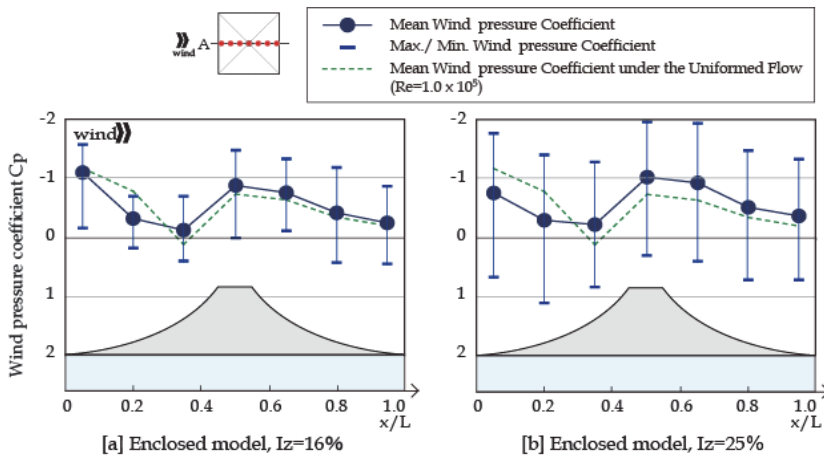 A
wind
Mean Wind pressure Coefficient
Max./ Min. Wind pressure Coefficient
Mean Wind pressure Coefficient under the Uniformed Flow
(Re=1.0 x 10⁵)
Wind pressure coefficient Cp
-2
-1
0
1
2
wind
0
0.2
0.4
0.6
0.8
1.0
x/L
[a] Enclosed model, Iz=16%
-2
-1
0
1
2
0
0.2
0.4
0.6
0.8
1.0
x/L
[b] Enclosed model, Iz=25%